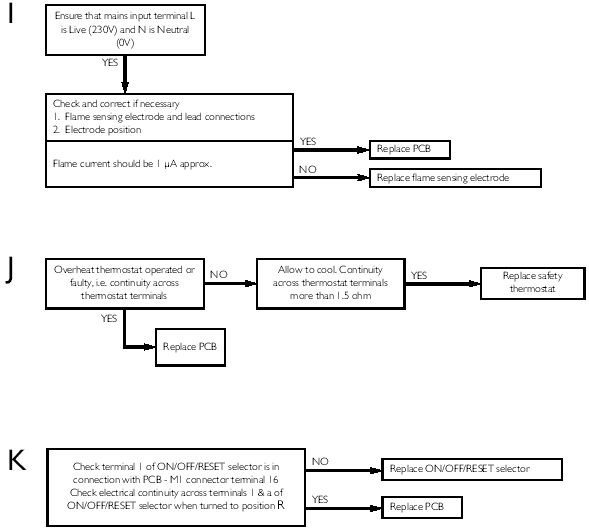 I
Ensure that mains input terminal L
is Live (230V) and N is Neutral
(0V)
YES
Check and correct if necessary
1. Flame sensing electrode and lead connections
2. Electrode position
Flame current should be 1 µA approx.
YES
Replace PCB
NO
Replace flame sensing electrode
J
Overheat thermostat operated or
faulty, i.e. continuity across
thermostat terminals
NO
Allow to cool. Continuity
across thermostat terminals
more than 1.5 ohm
YES
Replace safety
thermostat
YES
Replace PCB
K
Check terminal 1 of ON/OFF/RESET selector is in
connection with PCB - M1 connector terminal 16
Check electrical continuity across terminals 1 & a of
ON/OFF/RESET selector when turned to position R
NO
Replace ON/OFF/RESET selector
YES
Replace PCB